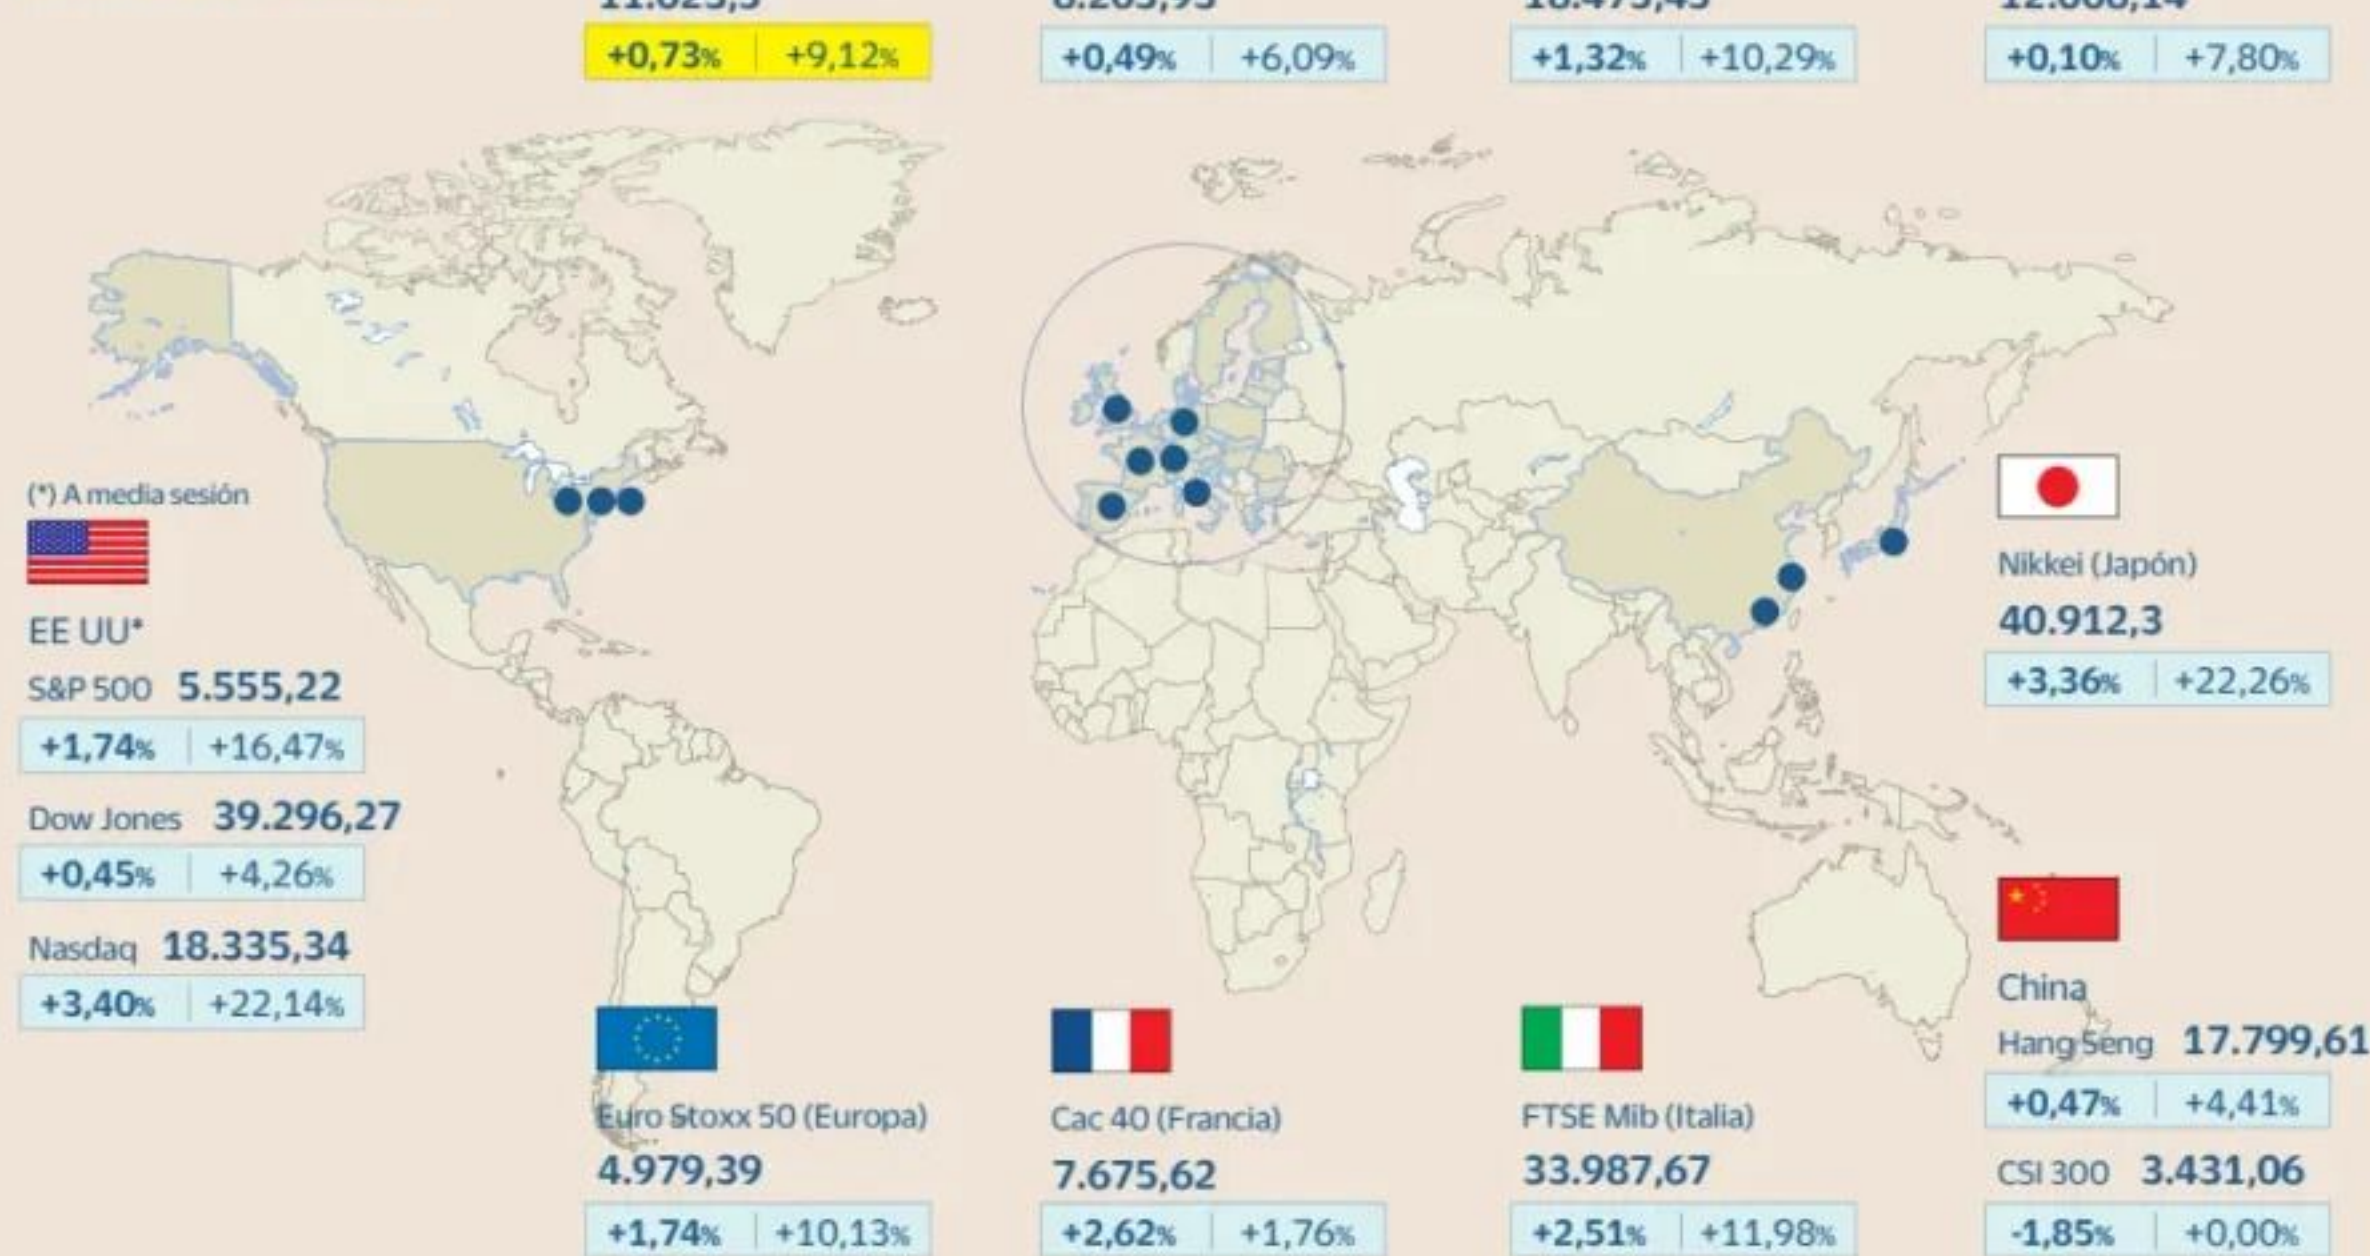 +0,73% +9,12%
+0,49% +6,09%
+1,32% +10,29%
+0,10% +7,80%
(*) A media sesión
EE UU*
S&P 500 5.555,22
+1,74% +16,47%
Dow Jones 39.296,27
+0,45% +4,26%
Nasdaq 18.335,34
+3,40% +22,14%
Nikkei (Japón)
40.912,3
+3,36% +22,26%
Euro Stoxx 50 (Europa)
4.979,39
+1,74% +10,13%
Cac 40 (Francia)
7.675,62
+2,62% +1,76%
FTSE Mib (Italia)
33.987,67
+2,51% +11,98%
China
Hang Seng 17.799,61
+0,47% +4,41%
CSI 300 3.431,06
-1,85% +0,00%